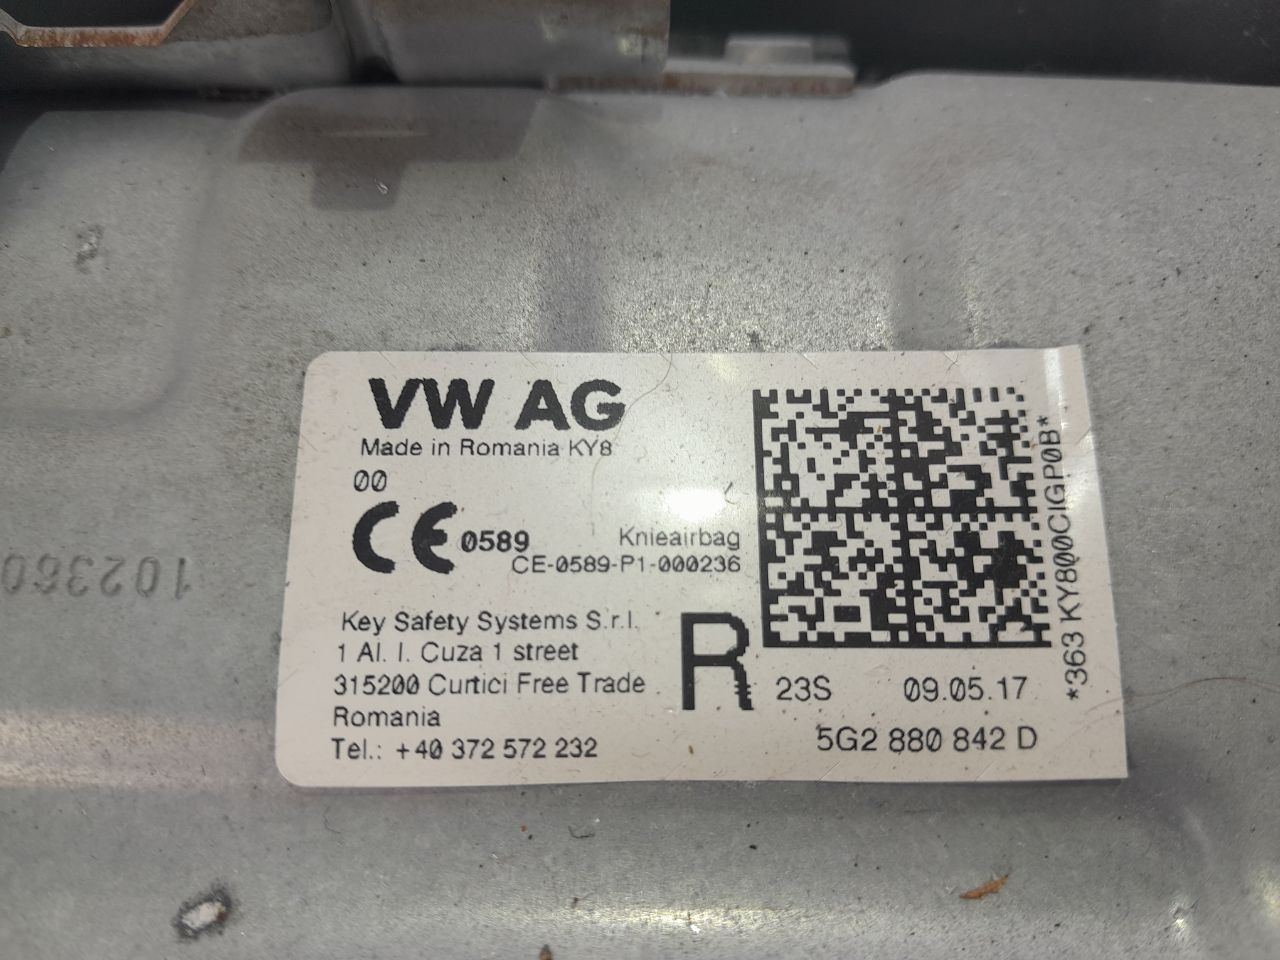 VW AG
Made in Romania KY8
00
CE 0589
Knieairbag
CE-0589-P1-000236
Key Safety Systems S.r.l.
1 Al. I. Cuza 1 street
315200 Curtici Free Trade
Romania
Tel.: +40 372 572 232
R
23S 09.05.17
5G2 880 842 D
*363 KY800CIGP0B*